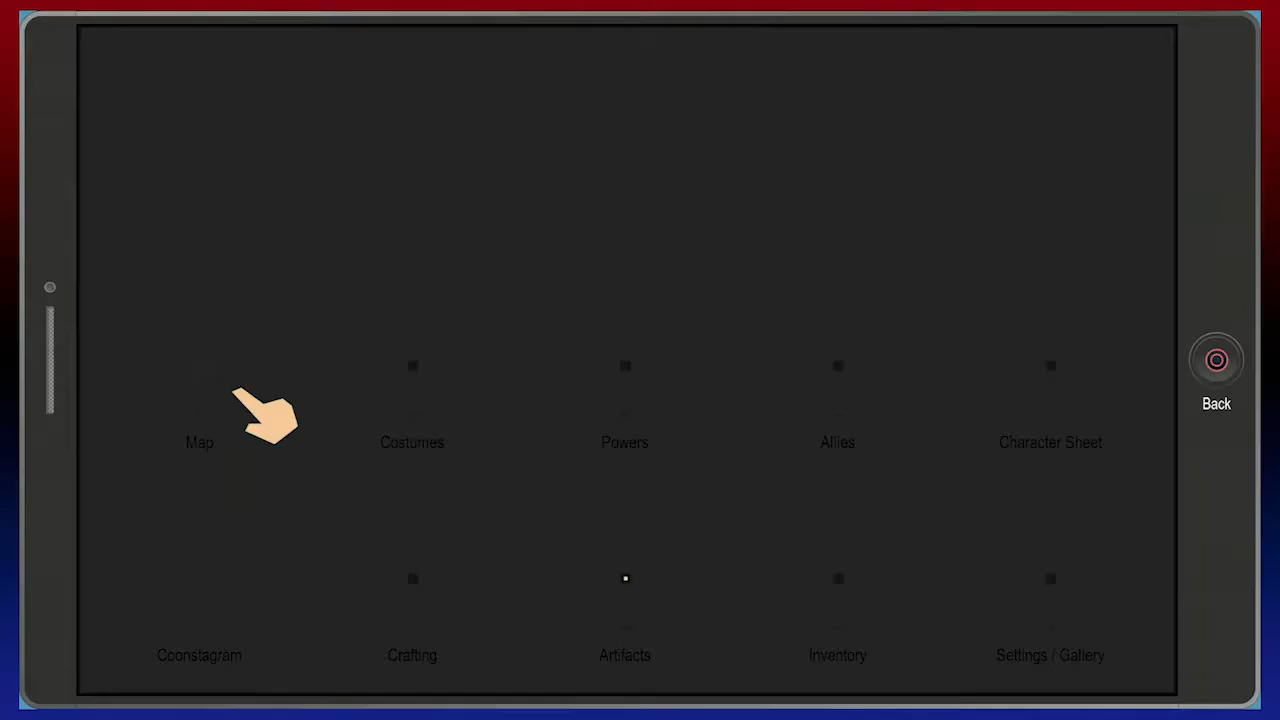 Back
Map
Costumes
Powers
Allies
Character Sheet
Coonstagram
Crafting
Artifacts
Inventory
Settings / Gallery